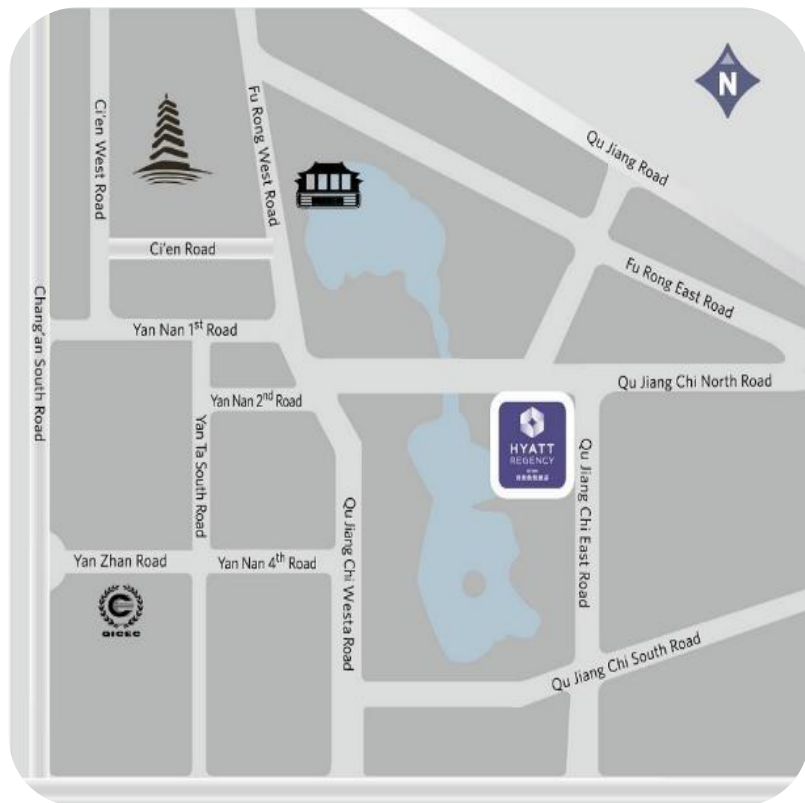 N
Qu Jiang Road
Fu Rong West Road
Ci'en West Road
Ci'en Road
Fu Rong East Road
Chang'an South Road
Yan Nan 1st Road
Qu Jiang Chi North Road
Yan Nan 2nd Road
HYATT
REGENCY
Yan Ta South Road
Qu Jiang Chi East Road
Qu Jiang Chi Westa Road
Yan Zhan Road
Yan Nan 4th Road
Qu Jiang Chi South Road